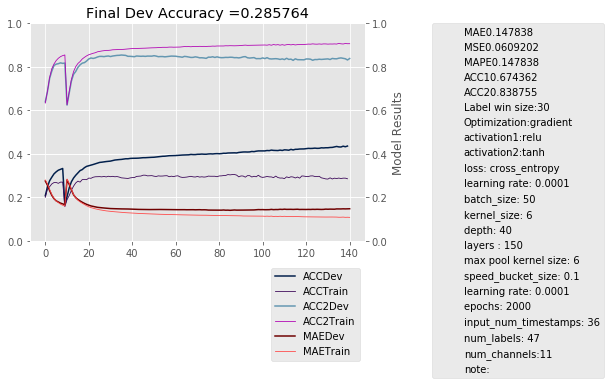 Final Dev Accuracy =0.285764
1.0
0.8
0.6
0.4
0.2
0.0
1.0
0.8
0.6
0.4
0.2
0.0
Model Results
0 20 40 60 80 100 120 140
ACCDev
ACCTrain
ACC2Dev
ACC2Train
MAEDev
MAETrain
MAE0.147838
MSE0.0609202
MAPE0.147838
ACC10.674362
ACC20.838755
Label win size:30
Optimization:gradient
activation1:relu
activation2:tanh
loss: cross_entropy
learning rate: 0.0001
batch_size: 50
kernel_size: 6
depth: 40
layers : 150
max pool kernel size: 6
speed_bucket_size: 0.1
learning rate: 0.0001
epochs: 2000
input_num_timestamps: 36
num_labels: 47
num_channels:11
note: